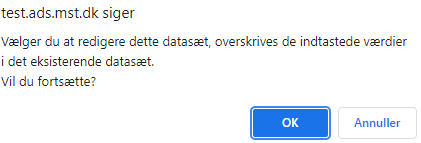 test.ads.mst.dk siger
Vælger du at redigere dette datasæt, overskrives de indtastede værdier
i det eksisterende datasæt.
Vil du fortsætte?
OK
Annuller